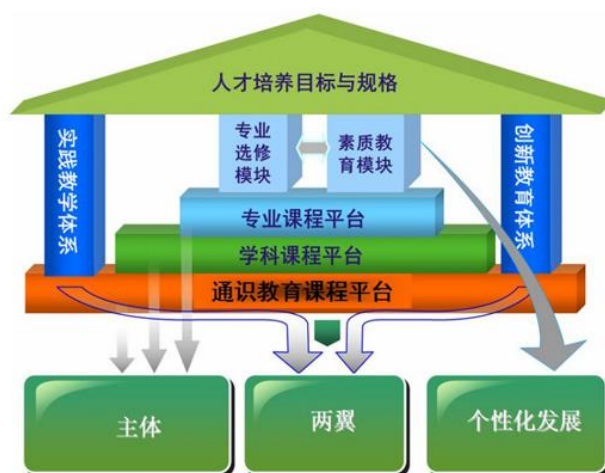 人才培养目标与规格
实践教学体系
专业
选修
模块
素质教
育模块
创新教育体系
专业课程平台
学科课程平台
通识教育课程平台
主体
两翼
个性化发展